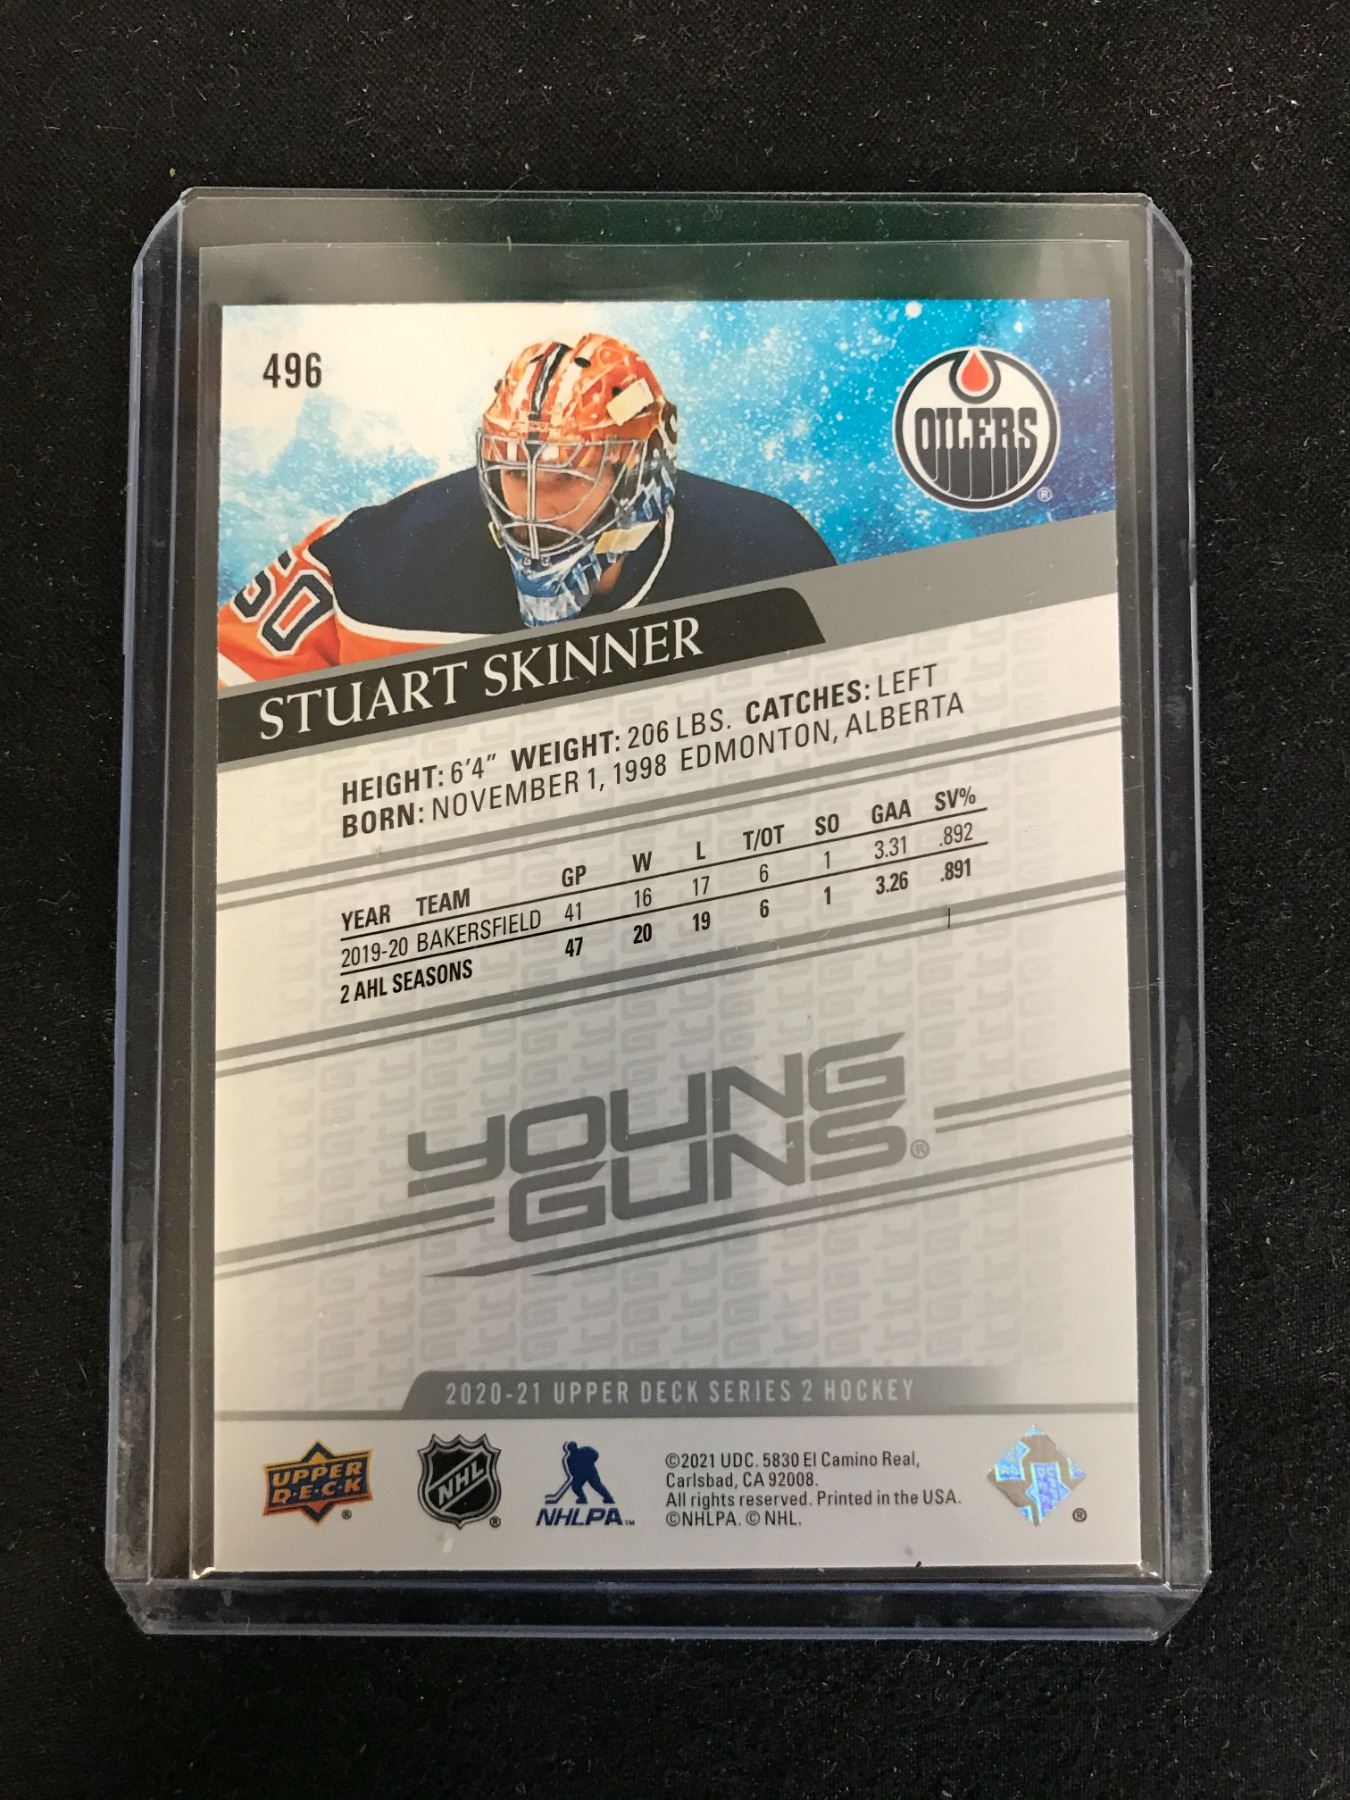 496
OILERS
®
50
STUART SKINNER
HEIGHT: 6'4" WEIGHT: 206 LBS. CATCHES: LEFT
BORN: NOVEMBER 1, 1998 EDMONTON, ALBERTA
YEAR TEAM GP W L T/OT SO GAA SV%
2019-20 BAKERSFIELD 41 16 17 6 1 3.31 .892
2 AHL SEASONS 47 20 19 6 1 3.26 .891
YOUNG
GUNS®
2020-21 UPPER DECK SERIES 2 HOCKEY
UPPER
D·E·C·K
®
NHL
®
NHLPA™
©2021 UDC. 5830 El Camino Real,
Carlsbad, CA 92008.
All rights reserved. Printed in the USA.
©NHLPA. © NHL.
®